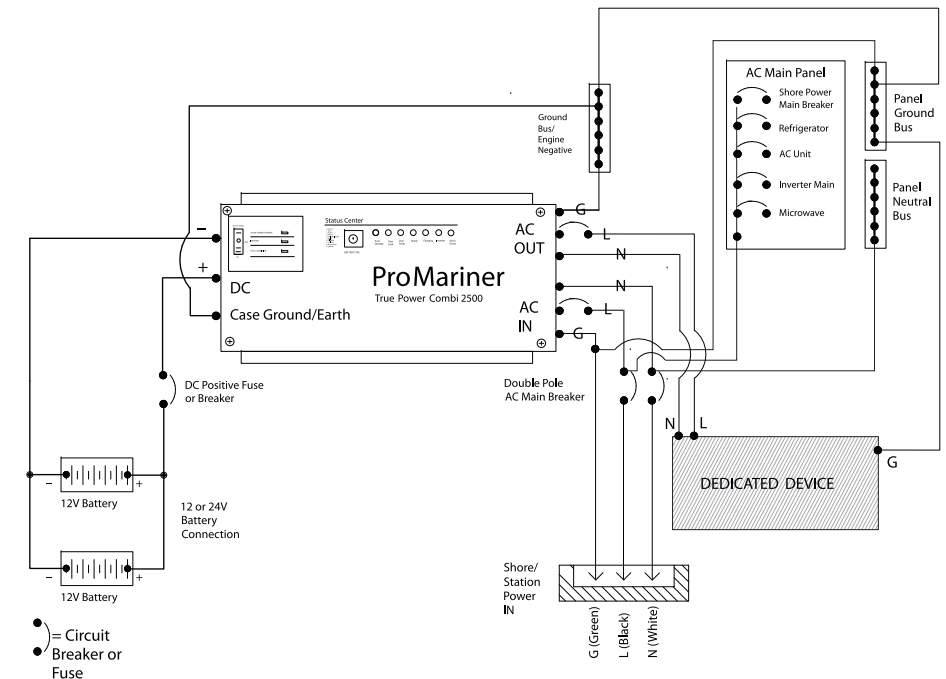 AC Main Panel
Shore Power
Main Breaker
Refrigerator
AC Unit
Inverter Main
Microwave
Panel
Ground
Bus
Panel
Neutral
Bus
Ground
Bus/
Engine
Negative
Status Center
ProMariner
True Power Combi 2500
−
+
DC
Case Ground/Earth
AC
OUT
G
L
N
AC
IN
N
L
G
DC Positive Fuse
or Breaker
Double Pole
AC Main Breaker
N
L
G
DEDICATED DEVICE
−
+
12V Battery
12 or 24V
Battery
Connection
−
+
12V Battery
Shore/
Station
Power
IN
G (Green)
L (Black)
N (White)
= Circuit
Breaker or
Fuse